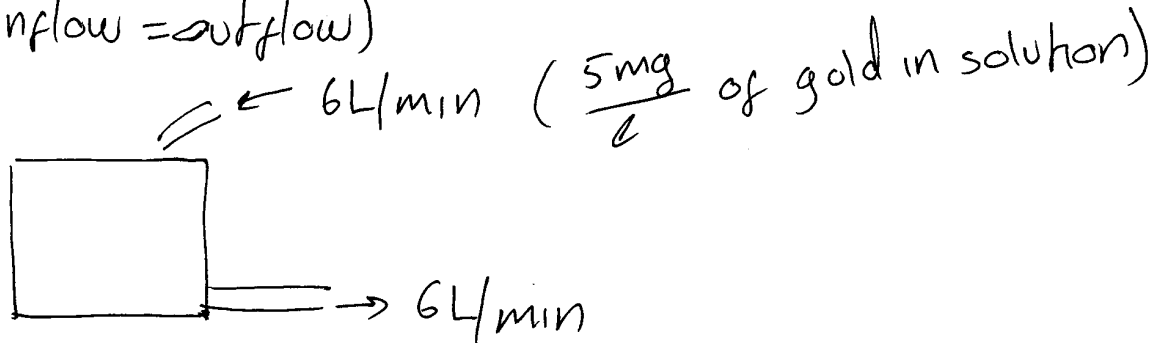 nflow = outflow)
← 6L/min ( 5mg/l of gold in solution)
→ 6L/min